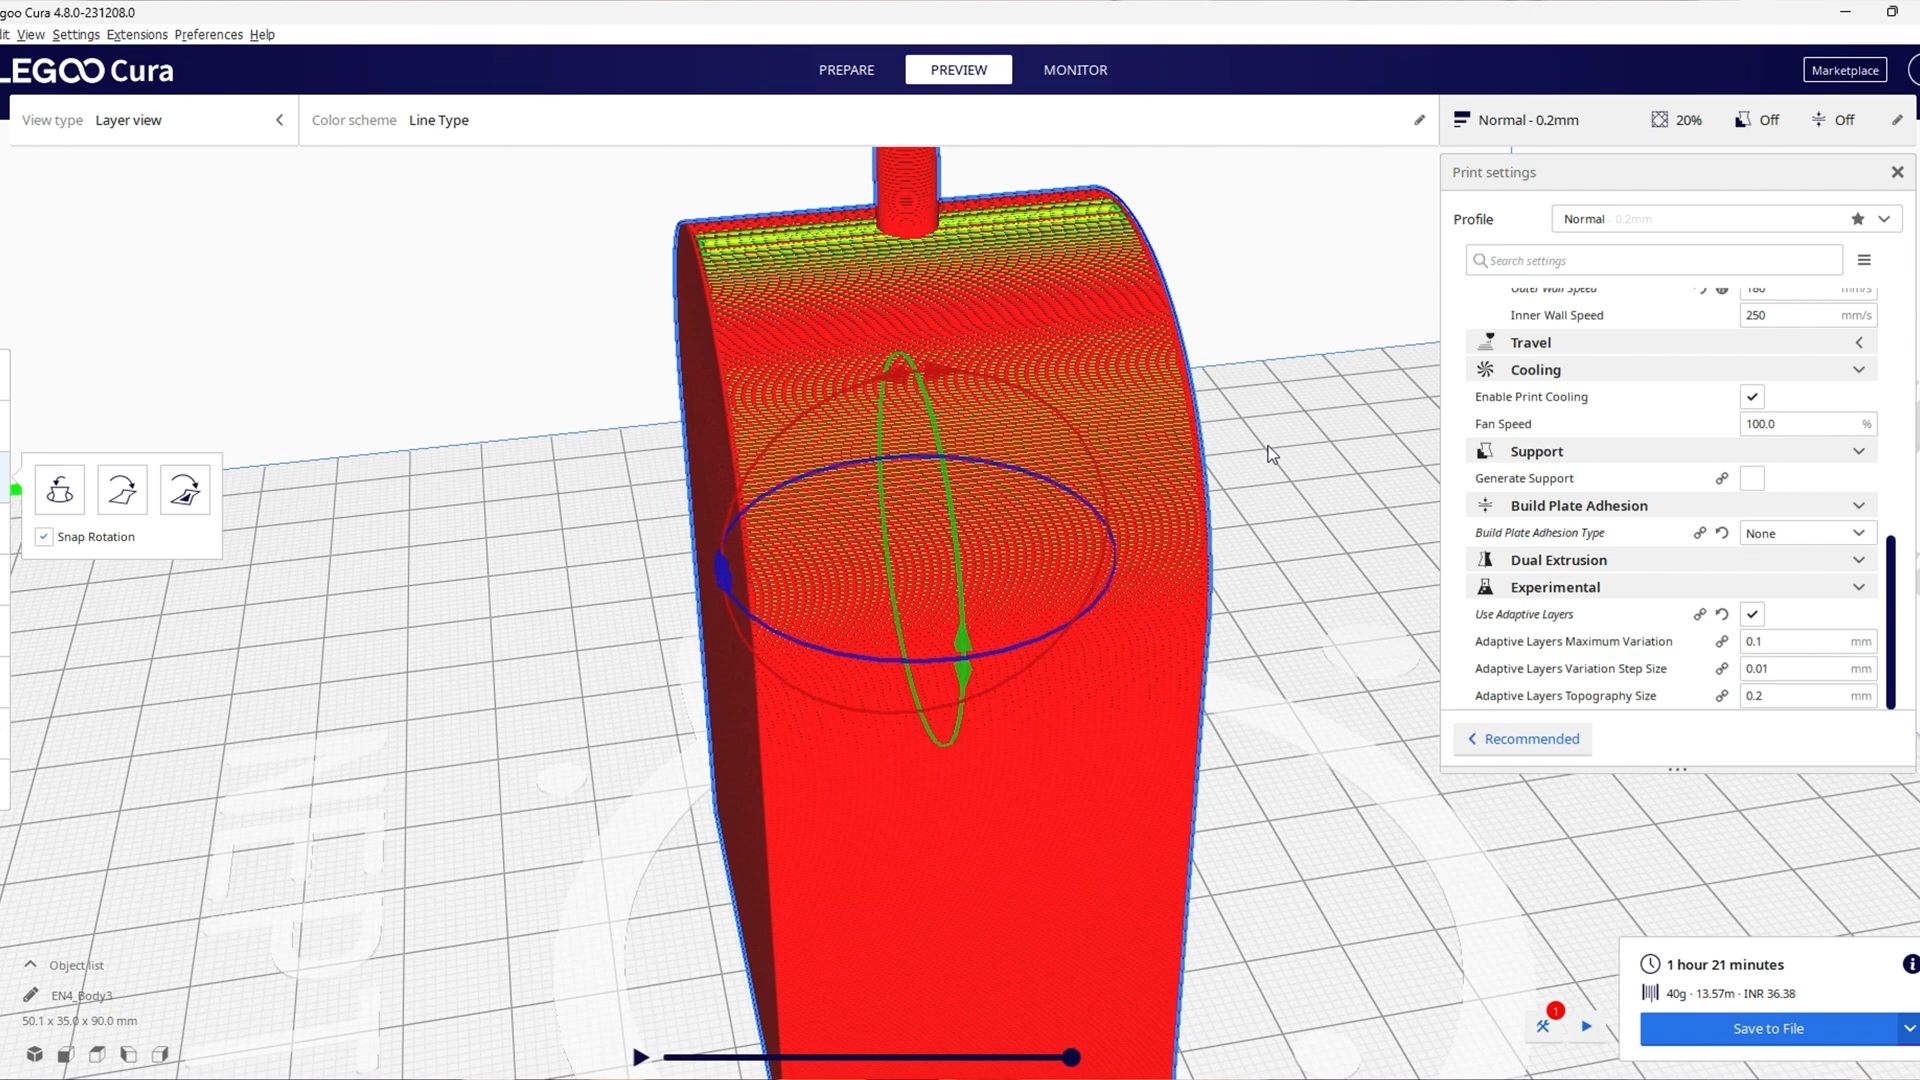 goo Cura 4.8.0-231208.0
it View Settings Extensions Preferences Help
LEGOO Cura
PREPARE PREVIEW MONITOR
Marketplace
View type Layer view
Color scheme Line Type
Normal - 0.2mm 20% Off Off
Print settings
Profile Normal - 0.2mm
Search settings
Outer Wall Speed 180 mm/s
Inner Wall Speed 250 mm/s
Travel
Cooling
Enable Print Cooling
Fan Speed 100.0 %
Support
Generate Support
Build Plate Adhesion
Build Plate Adhesion Type None
Dual Extrusion
Experimental
Use Adaptive Layers
Adaptive Layers Maximum Variation 0.1 mm
Adaptive Layers Variation Step Size 0.01 mm
Adaptive Layers Topography Size 0.2 mm
Recommended
Snap Rotation
Object list
EN4_Body3
50.1 x 35.0 x 90.0 mm
1
1 hour 21 minutes
40g · 13.57m · INR 36.38
Save to File